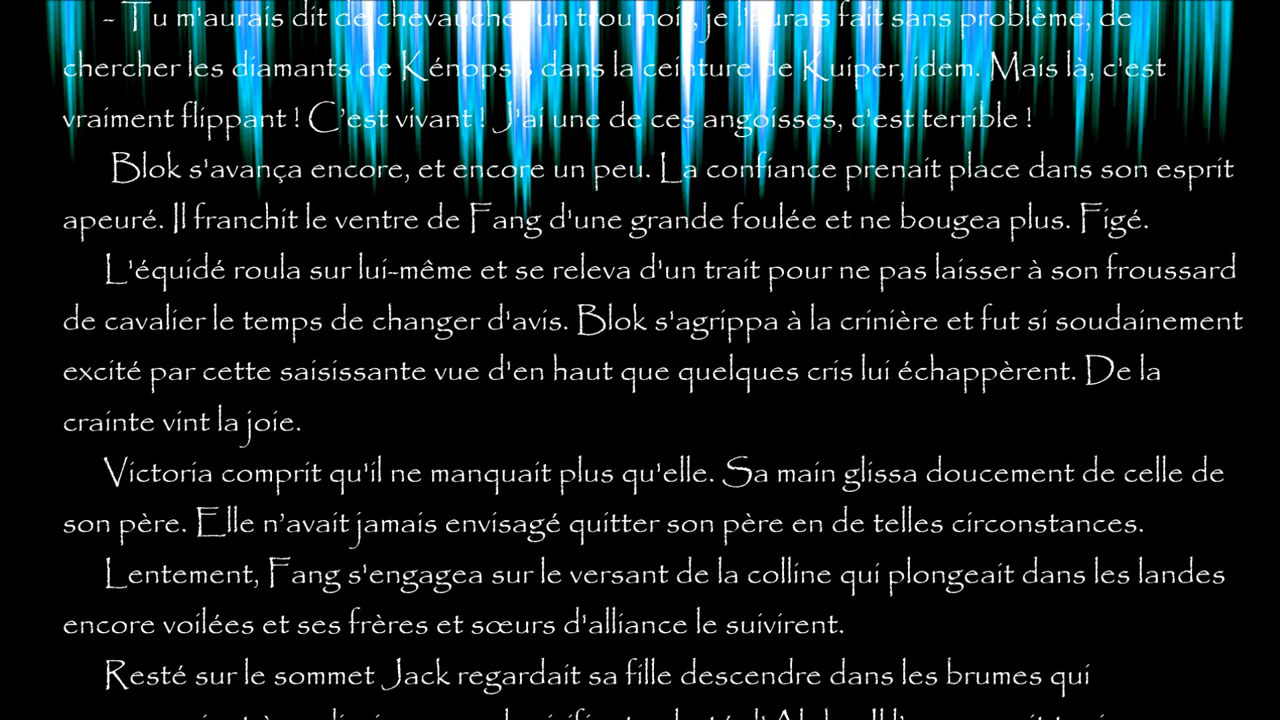 - Tu m'aurais dit de chevaucher un trou noir, je l'aurais fait sans problème, de
chercher les diamants de Kénopsis dans la ceinture de Kuiper, idem. Mais là, c'est
vraiment flippant ! C'est vivant ! J'ai une de ces angoisses, c'est terrible !
Blok s'avança encore, et encore un peu. La confiance prenait place dans son esprit
apeuré. Il franchit le ventre de Fang d'une grande foulée et ne bougea plus. Figé.
L'équidé roula sur lui-même et se releva d'un trait pour ne pas laisser à son froussard
de cavalier le temps de changer d'avis. Blok s'agrippa à la crinière et fut si soudainement
excité par cette saisissante vue d'en haut que quelques cris lui échappèrent. De la
crainte vint la joie.
Victoria comprit qu'il ne manquait plus qu'elle. Sa main glissa doucement de celle de
son père. Elle n'avait jamais envisagé quitter son père en de telles circonstances.
Lentement, Fang s'engagea sur le versant de la colline qui plongeait dans les landes
encore voilées et ses frères et sœurs d'alliance le suivirent.
Resté sur le sommet Jack regardait sa fille descendre dans les brumes qui